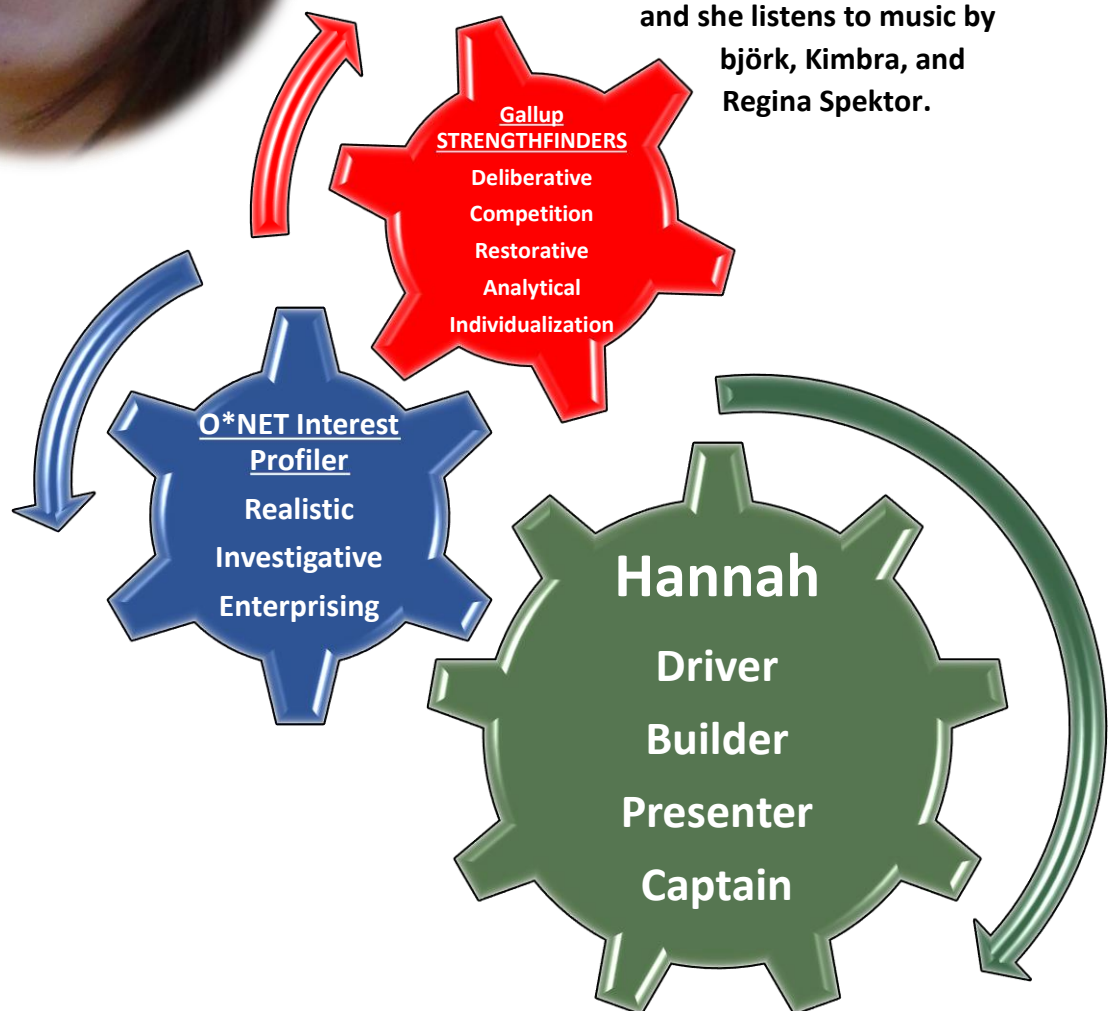 and she listens to music by
björk, Kimbra, and
Regina Spektor.
Gallup
STRENGTHFINDERS
Deliberative
Competition
Restorative
Analytical
Individualization
O*NET Interest
Profiler
Realistic
Investigative
Enterprising
Hannah
Driver
Builder
Presenter
Captain